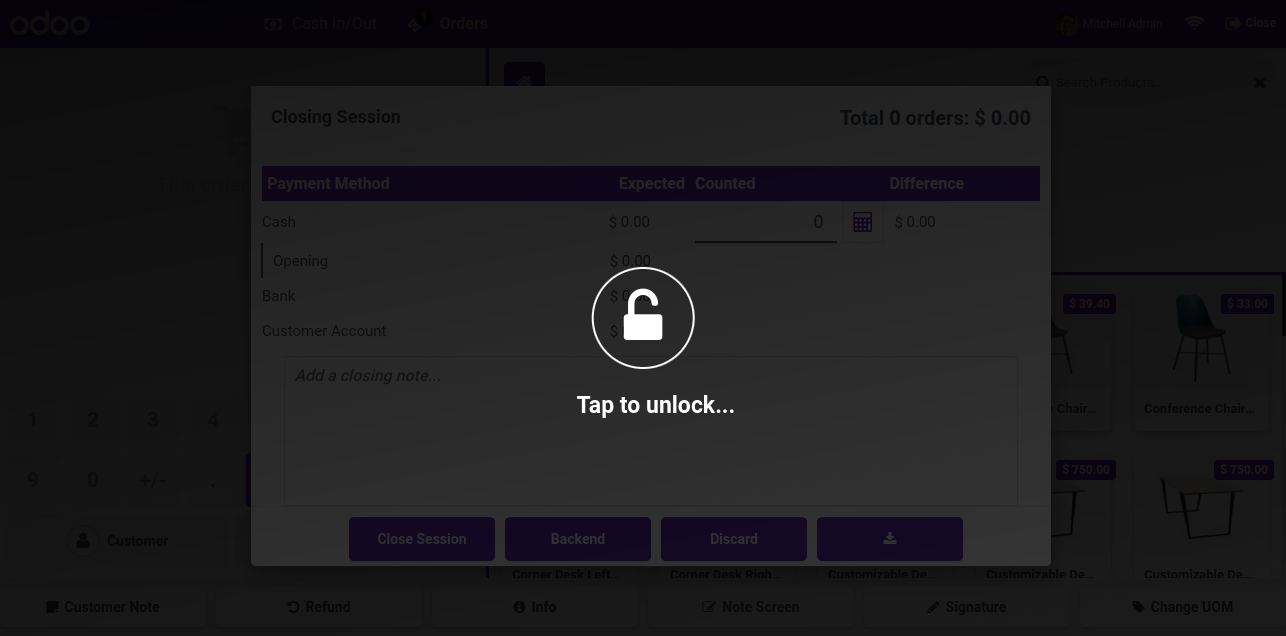 odoo
Cash In/Out
1
Orders
Mitchell Admin
Close
Search Products...
Closing Session
Total 0 orders: $ 0.00
Payment Method Expected Counted Difference
Cash $ 0.00 0 $ 0.00
Opening $ 0.00
Bank
Customer Account
Add a closing note...
Tap to unlock...
$ 39.40
$ 33.00
Chair...
Conference Chair...
1 2 3 4
9 0 +/- .
$ 750.00
$ 750.00
Customer
Close Session
Backend
Discard
Corner Desk Left...
Corner Desk Righ...
Customizable De...
Customizable De...
Customizable De...
Customer Note
Refund
Info
Note Screen
Signature
Change UOM